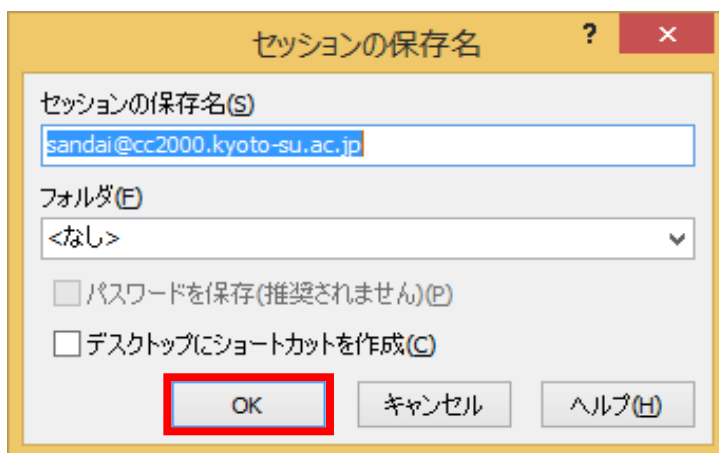 セッションの保存名
?
×
セッションの保存名(S)
sandai@cc2000.kyoto-su.ac.jp
フォルダ(F)
<なし>
パスワードを保存(推奨されません)(P)
デスクトップにショートカットを作成(C)
OK キャンセル ヘルプ(H)